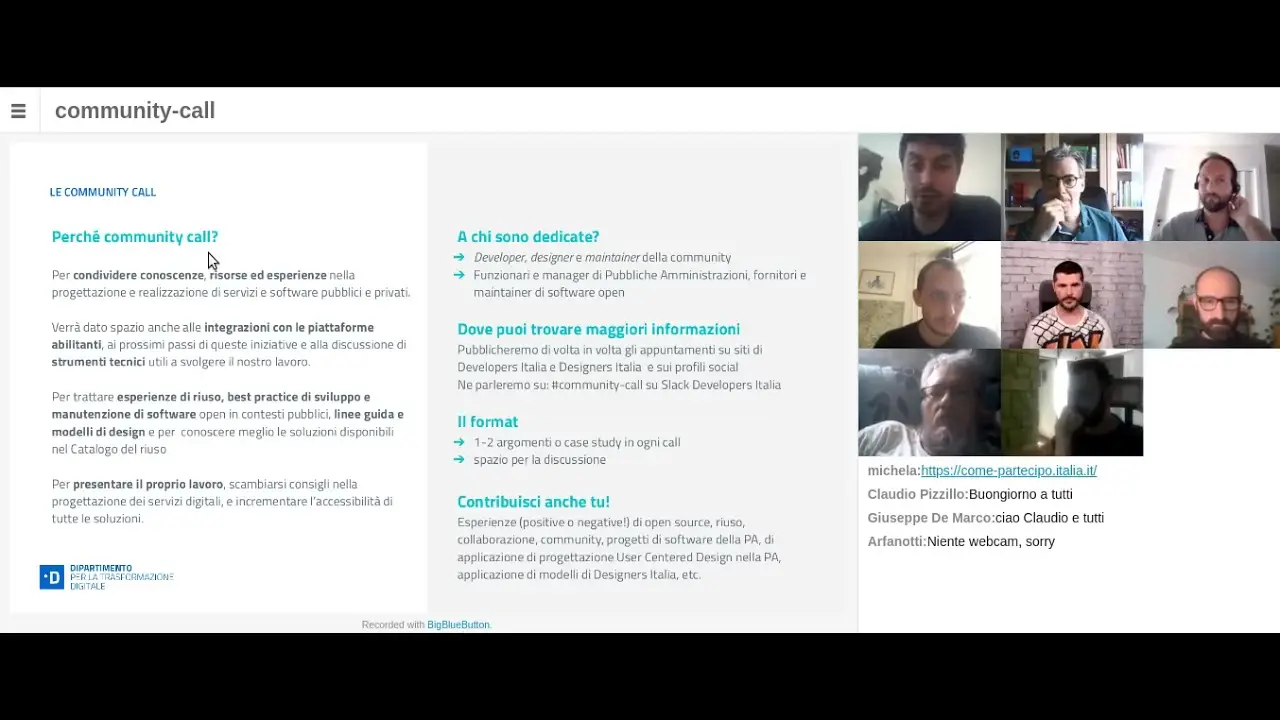 community-call
LE COMMUNITY CALL
Perché community call?
Per condividere conoscenze, risorse ed esperienze nella
progettazione e realizzazione di servizi e software pubblici e privati.
Verrà dato spazio anche alle integrazioni con le piattaforme
abilitanti, ai prossimi passi di queste iniziative e alla discussione di
strumenti tecnici utili a svolgere il nostro lavoro.
Per trattare esperienze di riuso, best practice di sviluppo e
manutenzione di software open in contesti pubblici, linee guida e
modelli di design e per conoscere meglio le soluzioni disponibili
nel Catalogo del riuso
Per presentare il proprio lavoro, scambiarsi consigli nella
progettazione dei servizi digitali, e incrementare l'accessibilità di
tutte le soluzioni.
·D
DIPARTIMENTO
PER LA TRASFORMAZIONE
DIGITALE
A chi sono dedicate?
➔ Developer, designer e maintainer della community
➔ Funzionari e manager di Pubbliche Amministrazioni, fornitori e
maintainer di software open
Dove puoi trovare maggiori informazioni
Pubblicheremo di volta in volta gli appuntamenti su siti di
Developers Italia e Designers Italia e sui profili social
Ne parleremo su: #community-call su Slack Developers Italia
Il format
➔ 1-2 argomenti o case study in ogni call
➔ spazio per la discussione
Contribuisci anche tu!
Esperienze (positive o negative!) di open source, riuso,
collaborazione, community, progetti di software della PA, di
applicazione di progettazione User Centered Design nella PA,
applicazione di modelli di Designers Italia, etc.
Recorded with BigBlueButton.
michela:https://come-partecipo.italia.it/
Claudio Pizzillo:Buongiorno a tutti
Giuseppe De Marco:ciao Claudio e tutti
Arfanotti:Niente webcam, sorry